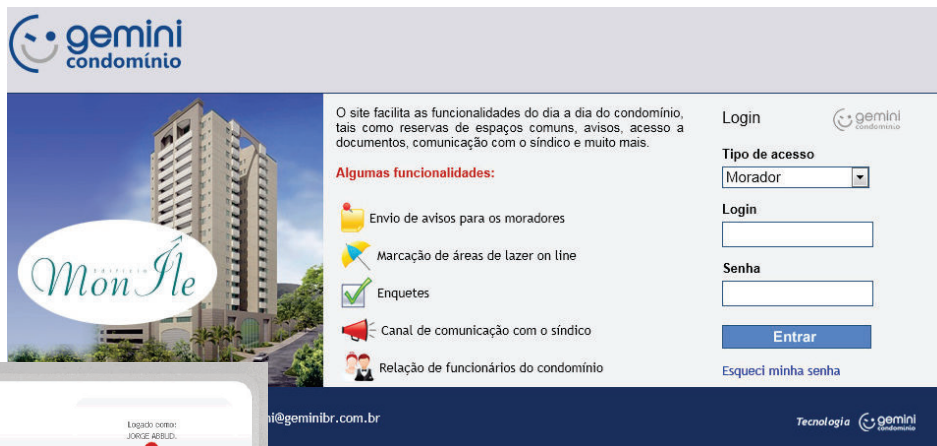 gemini
condomínio
O site facilita as funcionalidades do dia a dia do condomínio,
tais como reservas de espaços comuns, avisos, acesso a
documentos, comunicação com o síndico e muito mais.
Algumas funcionalidades:
Envio de avisos para os moradores
Marcação de áreas de lazer on line
Enquetes
Canal de comunicação com o síndico
Relação de funcionários do condomínio
Edifício
Mon Île
Login
gemini
condomínio
Tipo de acesso
Morador
Login
Senha
Entrar
Esqueci minha senha
Logado como:
JORGE ABBUD.
ni@geminibr.com.br
Tecnologia gemini
condomínio